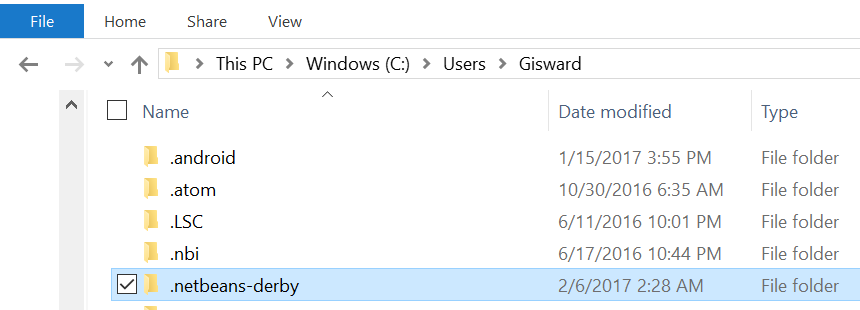 File Home Share View
This PC Windows (C:) Users Gisward
Name Date modified Type
.android 1/15/2017 3:55 PM File folder
.atom 10/30/2016 6:35 AM File folder
.LSC 6/11/2016 10:01 PM File folder
.nbi 6/17/2016 10:44 PM File folder
.netbeans-derby 2/6/2017 2:28 AM File folder